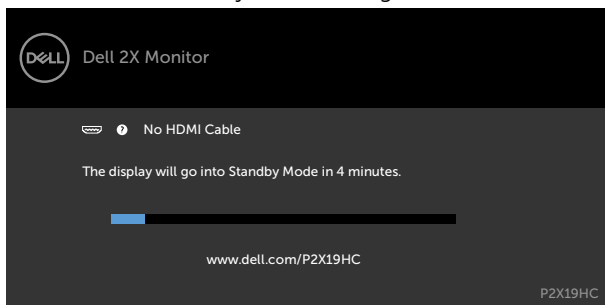 DELL
Dell 2X Monitor
? No HDMI Cable
The display will go into Standby Mode in 4 minutes.
www.dell.com/P2X19HC
P2X19HC